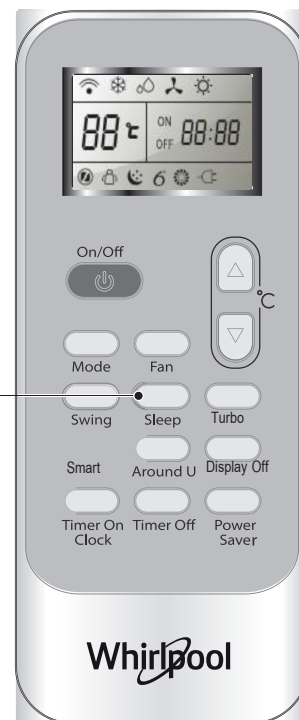 88 ℃ ON 88:88
OFF
6
On/Off
℃
Mode Fan
Swing Sleep Turbo
Smart Around U Display Off
Timer On Timer Off Power
Clock Saver
Whirlpool